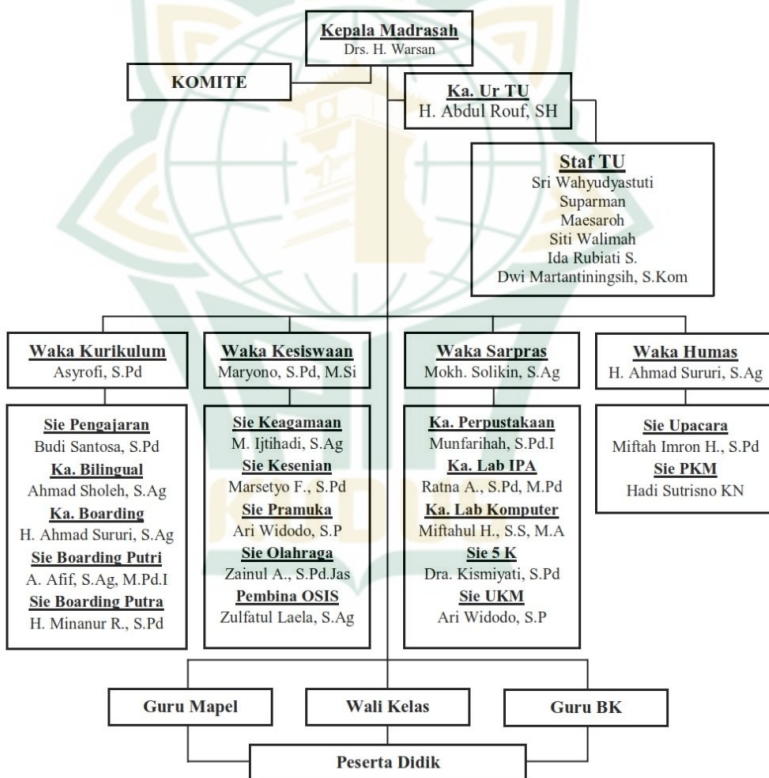 Kepala Madrasah
Drs. H. Warsan
KOMITE
Ka. Ur TU
H. Abdul Rouf, SH
Staf TU
Sri Wahyudyastuti
Suparman
Maesaroh
Siti Walimah
Ida Rubiati S.
Dwi Martantiningsih, S.Kom
Waka Kurikulum
Asyrofi, S.Pd
Waka Kesiswaan
Maryono, S.Pd, M.Si
Waka Sarpras
Mokh. Solikin, S.Ag
Waka Humas
H. Ahmad Sururi, S.Ag
Sie Pengajaran
Budi Santosa, S.Pd
Ka. Bilingual
Ahmad Sholeh, S.Ag
Ka. Boarding
H. Ahmad Sururi, S.Ag
Sie Boarding Putri
A. Afif, S.Ag, M.Pd.I
Sie Boarding Putra
H. Minanur R., S.Pd
Sie Keagamaan
M. Ijtihadi, S.Ag
Sie Kesenian
Marsetyo F., S.Pd
Sie Pramuka
Ari Widodo, S.P
Sie Olahraga
Zainul A., S.Pd.Jas
Pembina OSIS
Zulfatul Laela, S.Ag
Ka. Perpustakaan
Munfarihah, S.Pd.I
Ka. Lab IPA
Ratna A., S.Pd, M.Pd
Ka. Lab Komputer
Miftahul H., S.S, M.A
Sie 5 K
Dra. Kismiyati, S.Pd
Sie UKM
Ari Widodo, S.P
Sie Upacara
Miftah Imron H., S.Pd
Sie PKM
Hadi Sutrisno KN
KUDUS
Guru Mapel
Wali Kelas
Guru BK
Peserta Didik